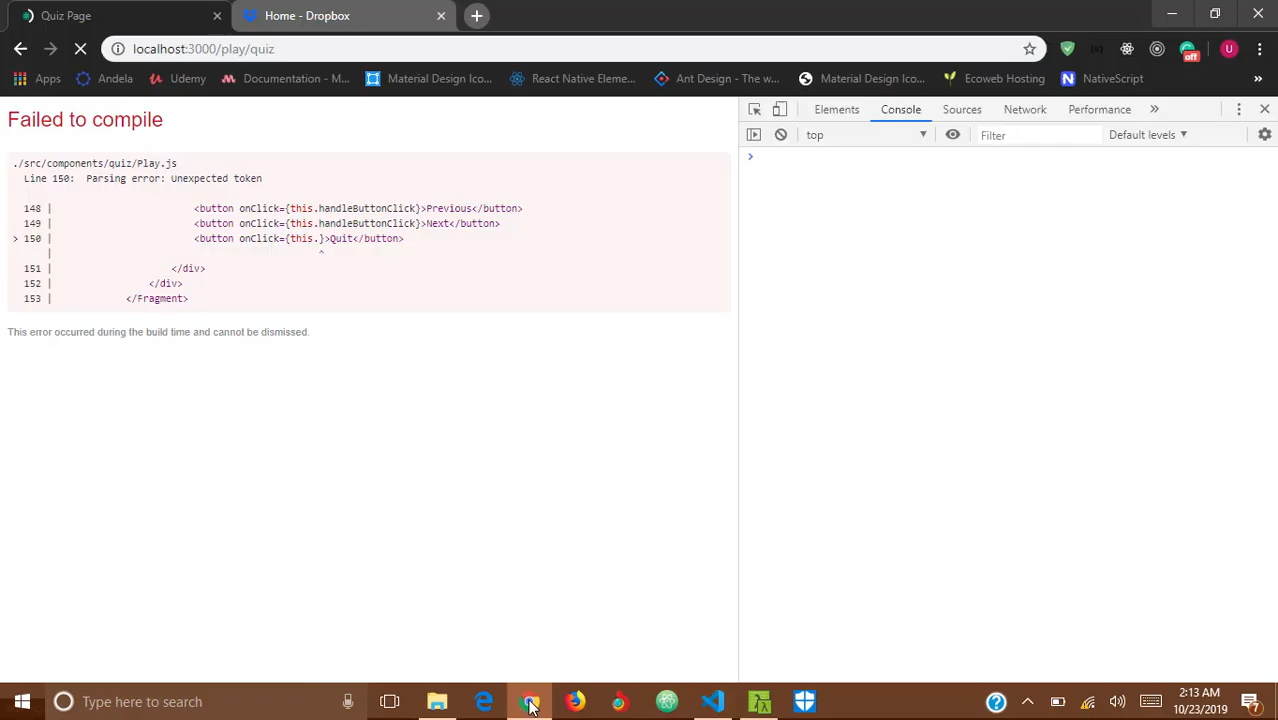 Quiz Page
Home - Dropbox
localhost:3000/play/quiz
U
off
Apps
Andela
Udemy
Documentation - M...
Material Design Ico...
React Native Eleme...
Ant Design - The w...
Material Design Ico...
Ecoweb Hosting
NativeScript
»
Failed to compile
./src/components/quiz/Play.js
Line 150:  Parsing error: Unexpected token
148 | <button onClick={this.handleButtonClick}>Previous</button>
149 | <button onClick={this.handleButtonClick}>Next</button>
> 150 | <button onClick={this.}>Quit</button>
| ^
151 | </div>
152 | </div>
153 | </Fragment>
This error occurred during the build time and cannot be dismissed.
Elements
Console
Sources
Network
Performance
»
top
Filter
Default levels
>
Type here to search
2:13 AM
10/23/2019
7